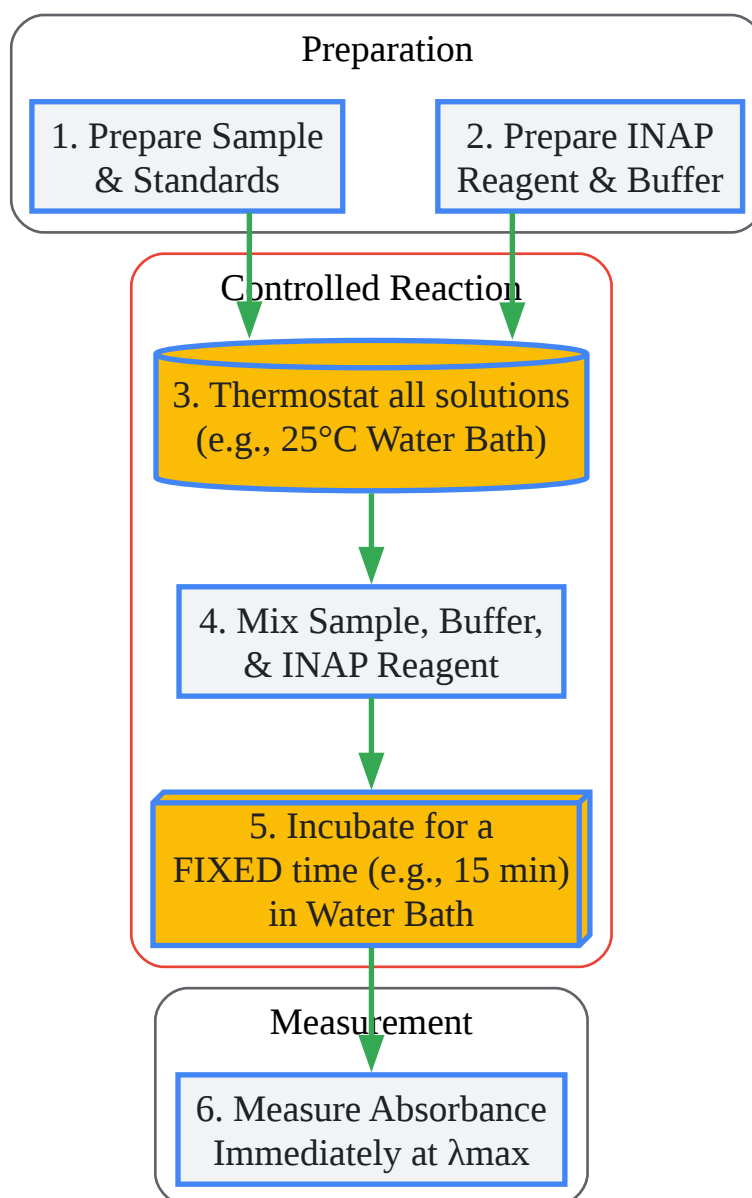 Preparation
1. Prepare Sample
& Standards
2. Prepare INAP
Reagent & Buffer
Controlled Reaction
3. Thermostat all solutions
(e.g., 25°C Water Bath)
4. Mix Sample, Buffer,
& INAP Reagent
5. Incubate for a
FIXED time (e.g., 15 min)
in Water Bath
Measurement
6. Measure Absorbance
Immediately at λmax